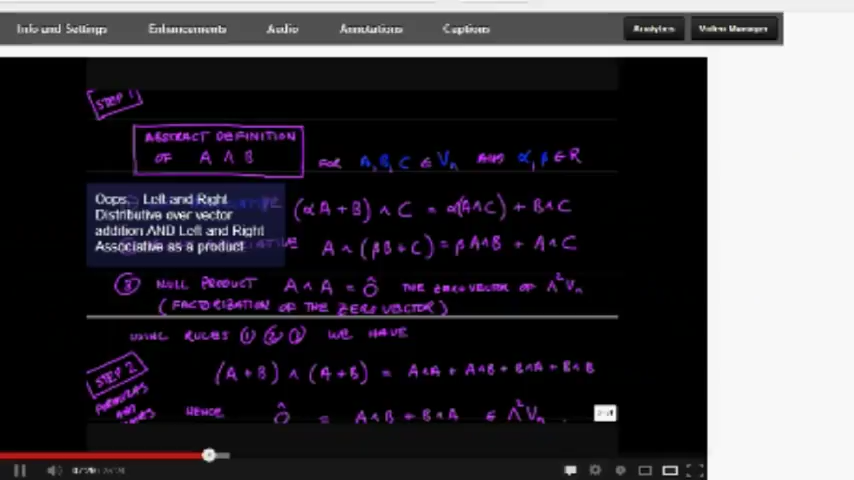 Info and Settings Enhancements Audio Annotations Captions Analytics Video Manager
STEP 1
ABSTRACT DEFINITION
OF A ∧ B
FOR A, B, C ∈ Vn AND α, β ∈ R
Oops, Left and Right
Distributive over vector
addition AND Left and Right
Associative as a product
(αA + B) ∧ C = α(A∧C) + B∧C
A ∧ (βB + C) = βA∧B + A∧C
③ NULL PRODUCT A ∧ A = Ô THE ZERO VECTOR OF Λ²Vn
(FACTORIZATION OF THE ZERO VECTOR)
USING RULES ① ② ③ WE HAVE
STEP 2
(A + B) ∧ (A + B) = A∧A + A∧B + B∧A + B∧B
FORMULAS
AND
HENCE Ô = A∧B + B∧A ∈ Λ²Vn